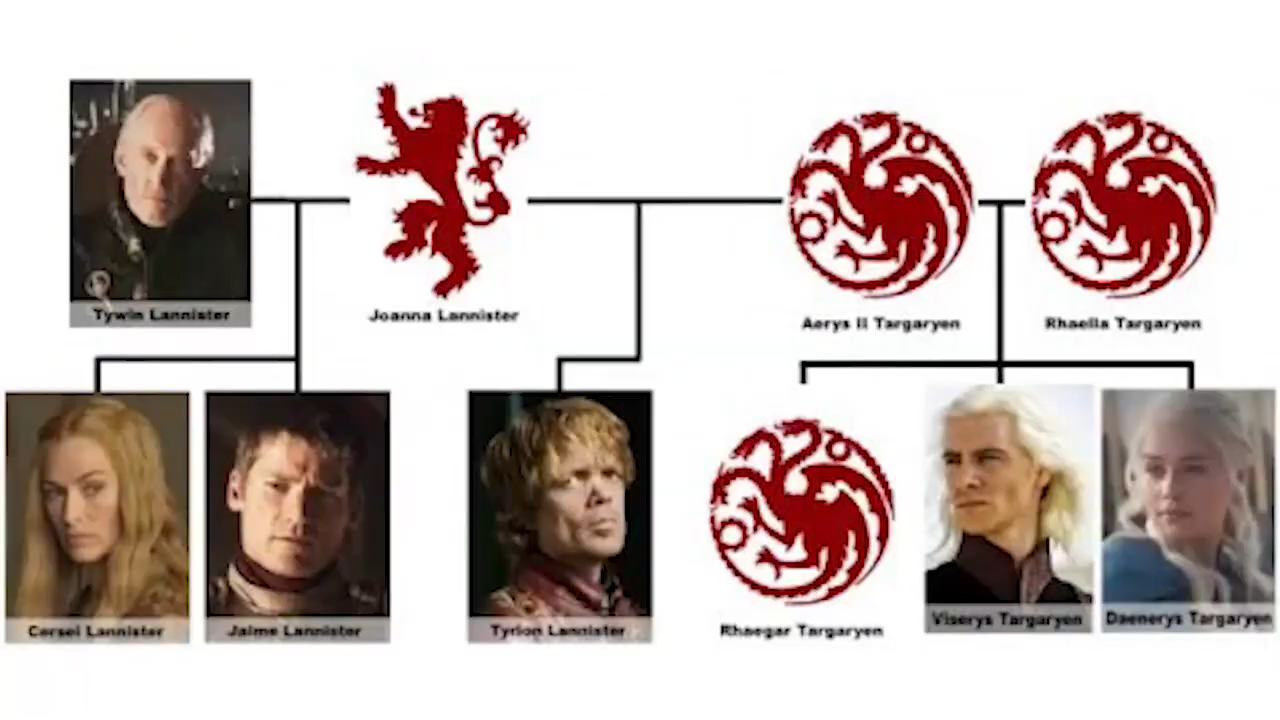 Tywin Lannister
Joanna Lannister
Aerys II Targaryen
Rhaella Targaryen
Cersei Lannister
Jaime Lannister
Tyrion Lannister
Rhaegar Targaryen
Viserys Targaryen
Daenerys Targaryen